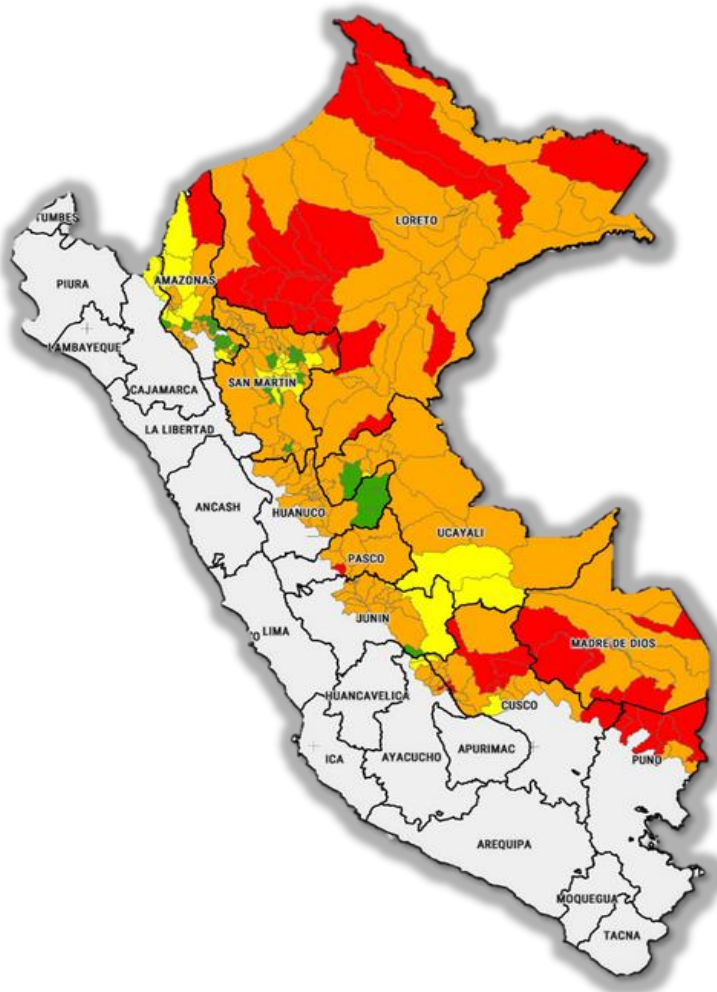 TUMBES
PIURA
LORETO
AMAZONAS
LAMBAYEQUE
CAJAMARCA
SAN MARTIN
LA LIBERTAD
ANCASH
HUANUCO
UCAYALI
PASCO
JUNIN
LIMA
MADRE DE DIOS
HUANCAVELICA
CUSCO
ICA
AYACUCHO
APURIMAC
PUNO
AREQUIPA
MOQUEGUA
TACNA